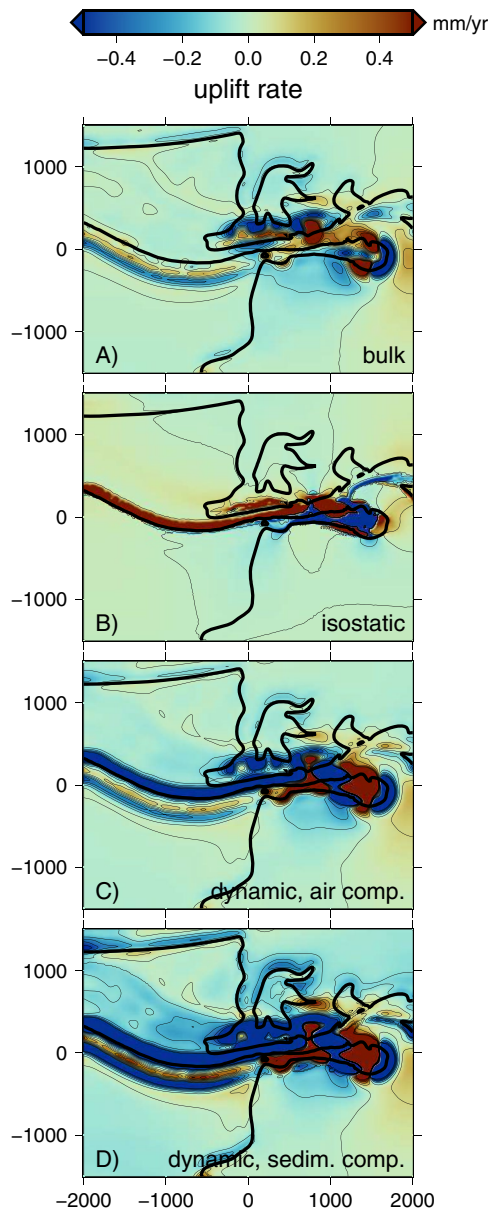 mm/yr
−0.4 −0.2 0.0 0.2 0.4
uplift rate
1000
0
−1000
A) bulk
1000
0
−1000
B) isostatic
1000
0
−1000
C) dynamic, air comp.
1000
0
−1000
D) dynamic, sedim. comp.
−2000 −1000 0 1000 2000